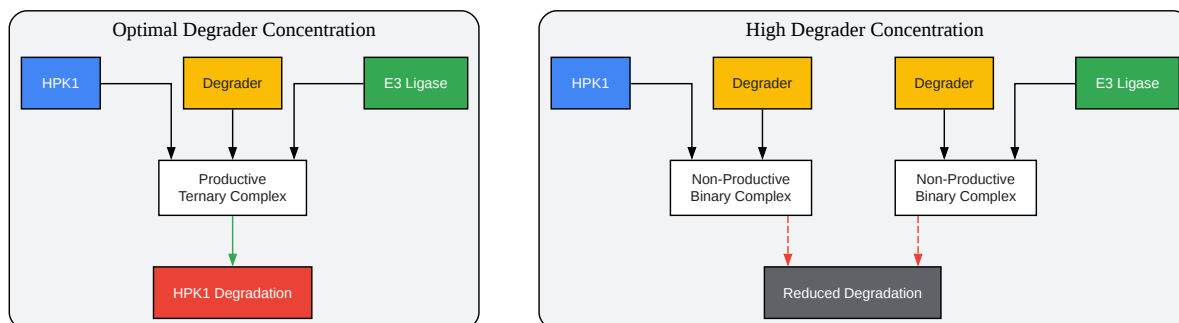 Optimal Degrader Concentration
HPK1
Degrader
E3 Ligase
Productive
Ternary Complex
HPK1 Degradation
High Degrader Concentration
HPK1
Degrader
Degrader
E3 Ligase
Non-Productive
Binary Complex
Non-Productive
Binary Complex
Reduced Degradation